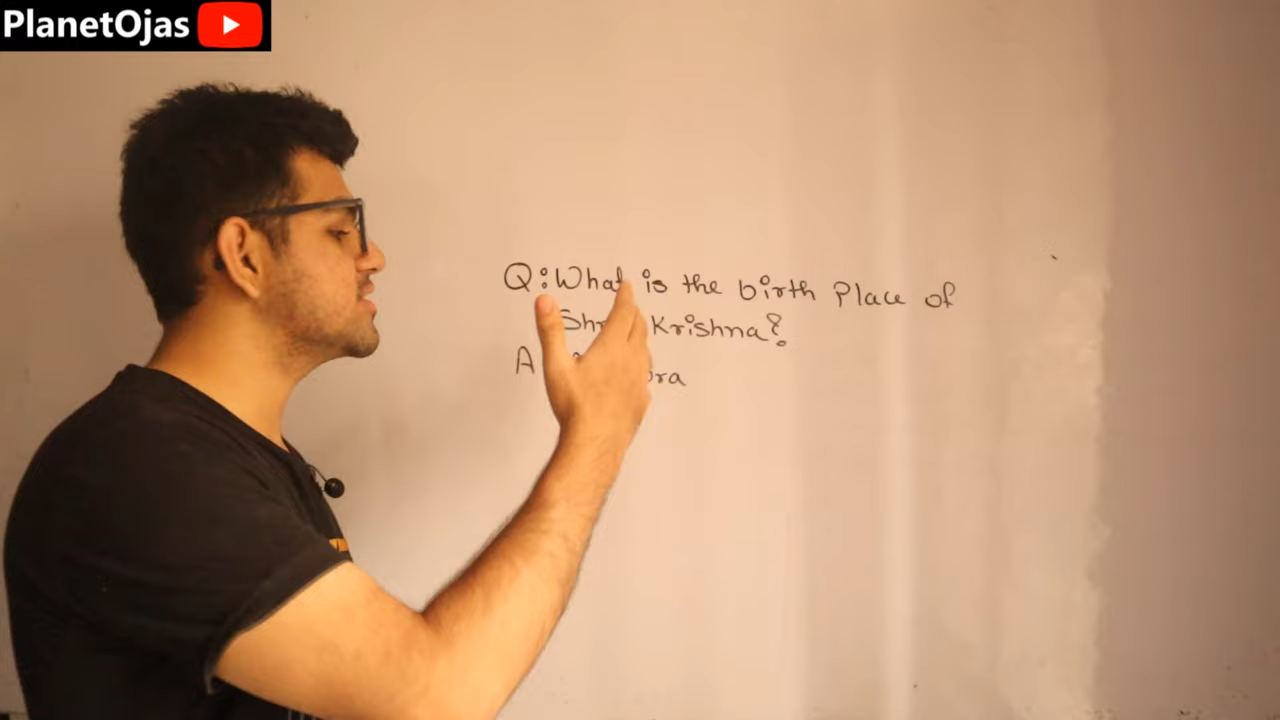 PlanetOjas
Q: What is the birth Place of
Krishna?
A